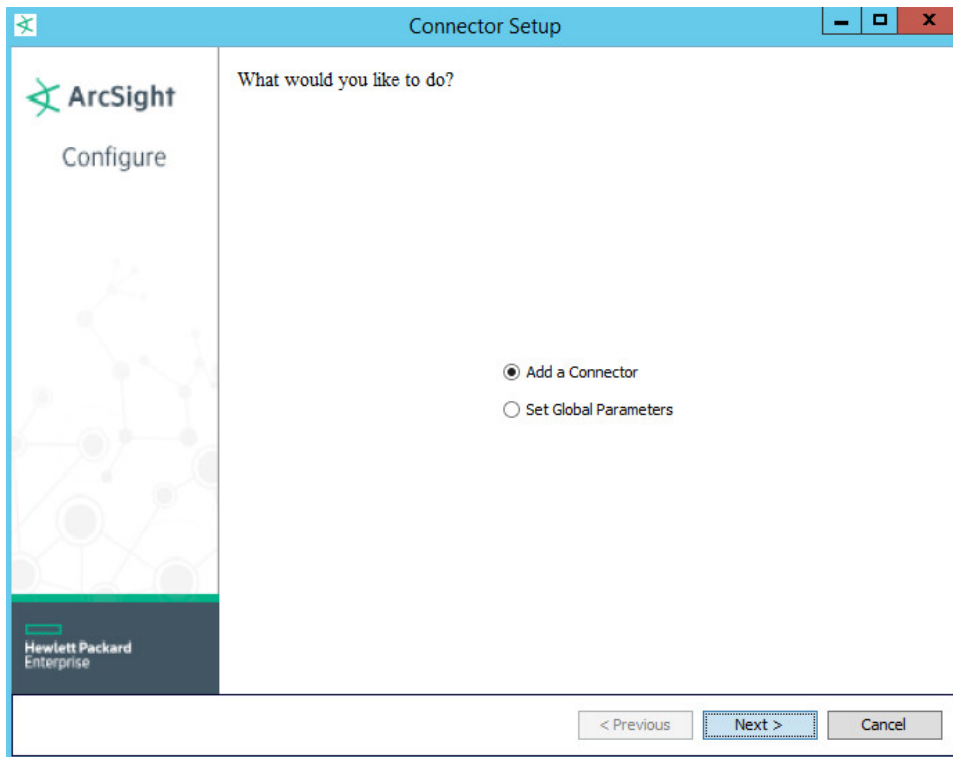 Connector Setup
ArcSight
Configure
What would you like to do?
Add a Connector
Set Global Parameters
Hewlett Packard
Enterprise
< Previous
Next >
Cancel